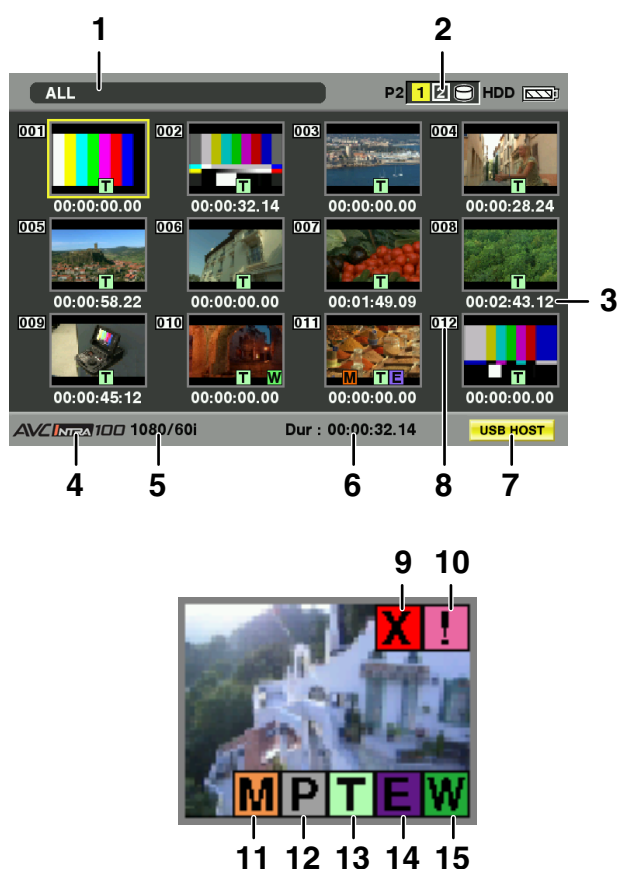 1 2
ALL P2 1 2 HDD
001 002 003 004
T T T T
00:00:00.00 00:00:32.14 00:00:00.00 00:00:28.24
005 006 007 008
T T T T
00:00:58.22 00:00:00.00 00:01:49.09 00:02:43.12 3
009 010 011 012
T T W M T E T
00:00:45:12 00:00:00.00 00:00:00.00 00:00:00.00
AVC INTRA 100 1080/60i Dur : 00:00:32.14 USB HOST
4 5 6 8 7
9 10
X !
M P T E W
11 12 13 14 15